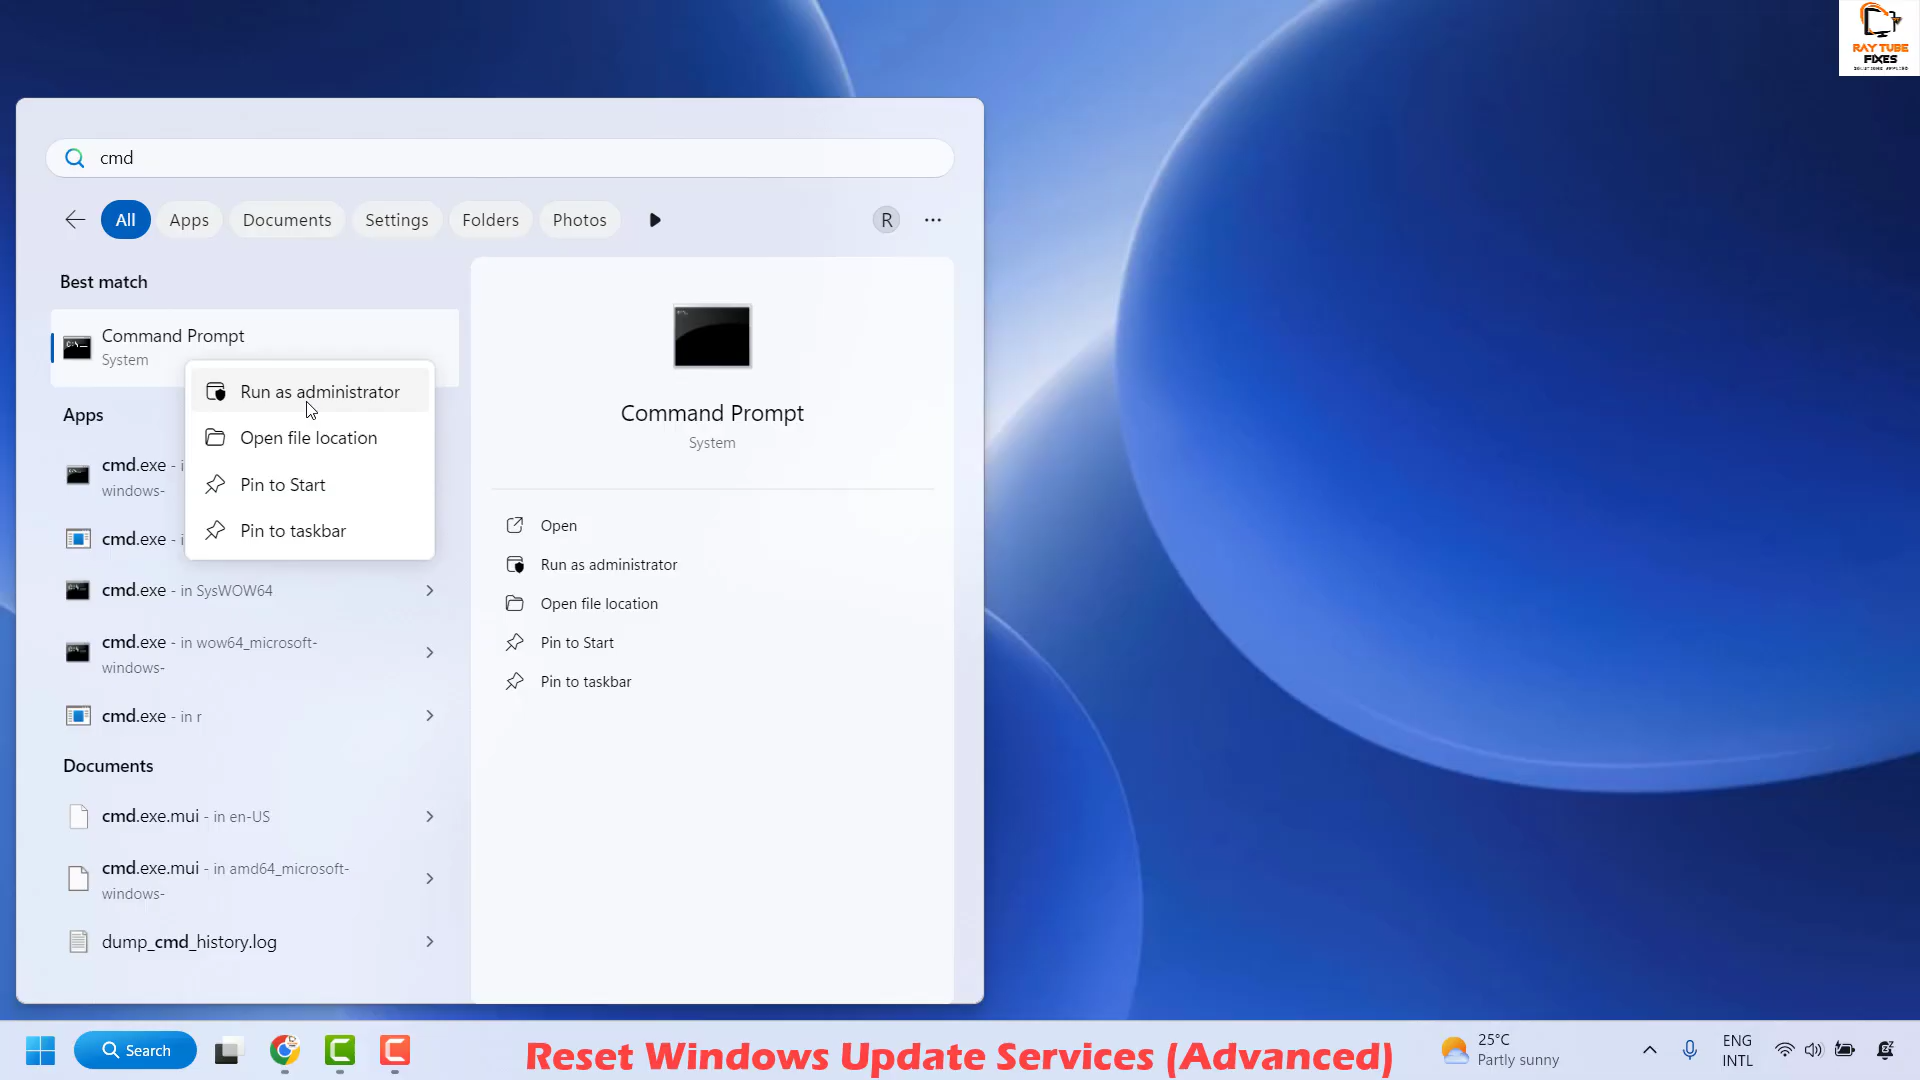 RAY TUBE
FIXES
cmd
All
Apps
Documents
Settings
Folders
Photos
R
Best match
Command Prompt
System
Run as administrator
Open file location
Pin to Start
Pin to taskbar
Apps
cmd.exe - i
windows-
cmd.exe - i
cmd.exe - in SysWOW64
cmd.exe - in wow64_microsoft-
windows-
cmd.exe - in r
Documents
cmd.exe.mui - in en-US
cmd.exe.mui - in amd64_microsoft-
windows-
dump_cmd_history.log
Command Prompt
System
Open
Run as administrator
Open file location
Pin to Start
Pin to taskbar
Search
Reset Windows Update Services (Advanced)
25°C
Partly sunny
ENG
INTL